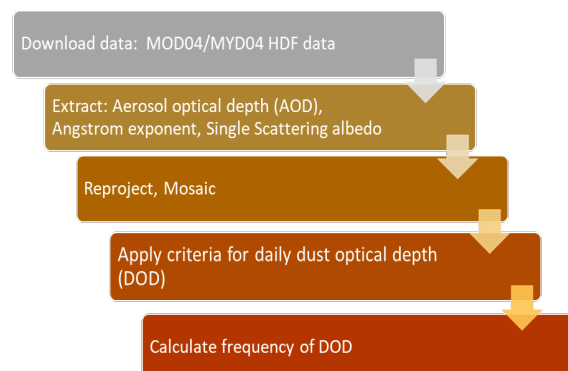 Download data: MOD04/MYD04 HDF data
Extract: Aerosol optical depth (AOD),
Angstrom exponent, Single Scattering albedo
Reproject, Mosaic
Apply criteria for daily dust optical depth
(DOD)
Calculate frequency of DOD